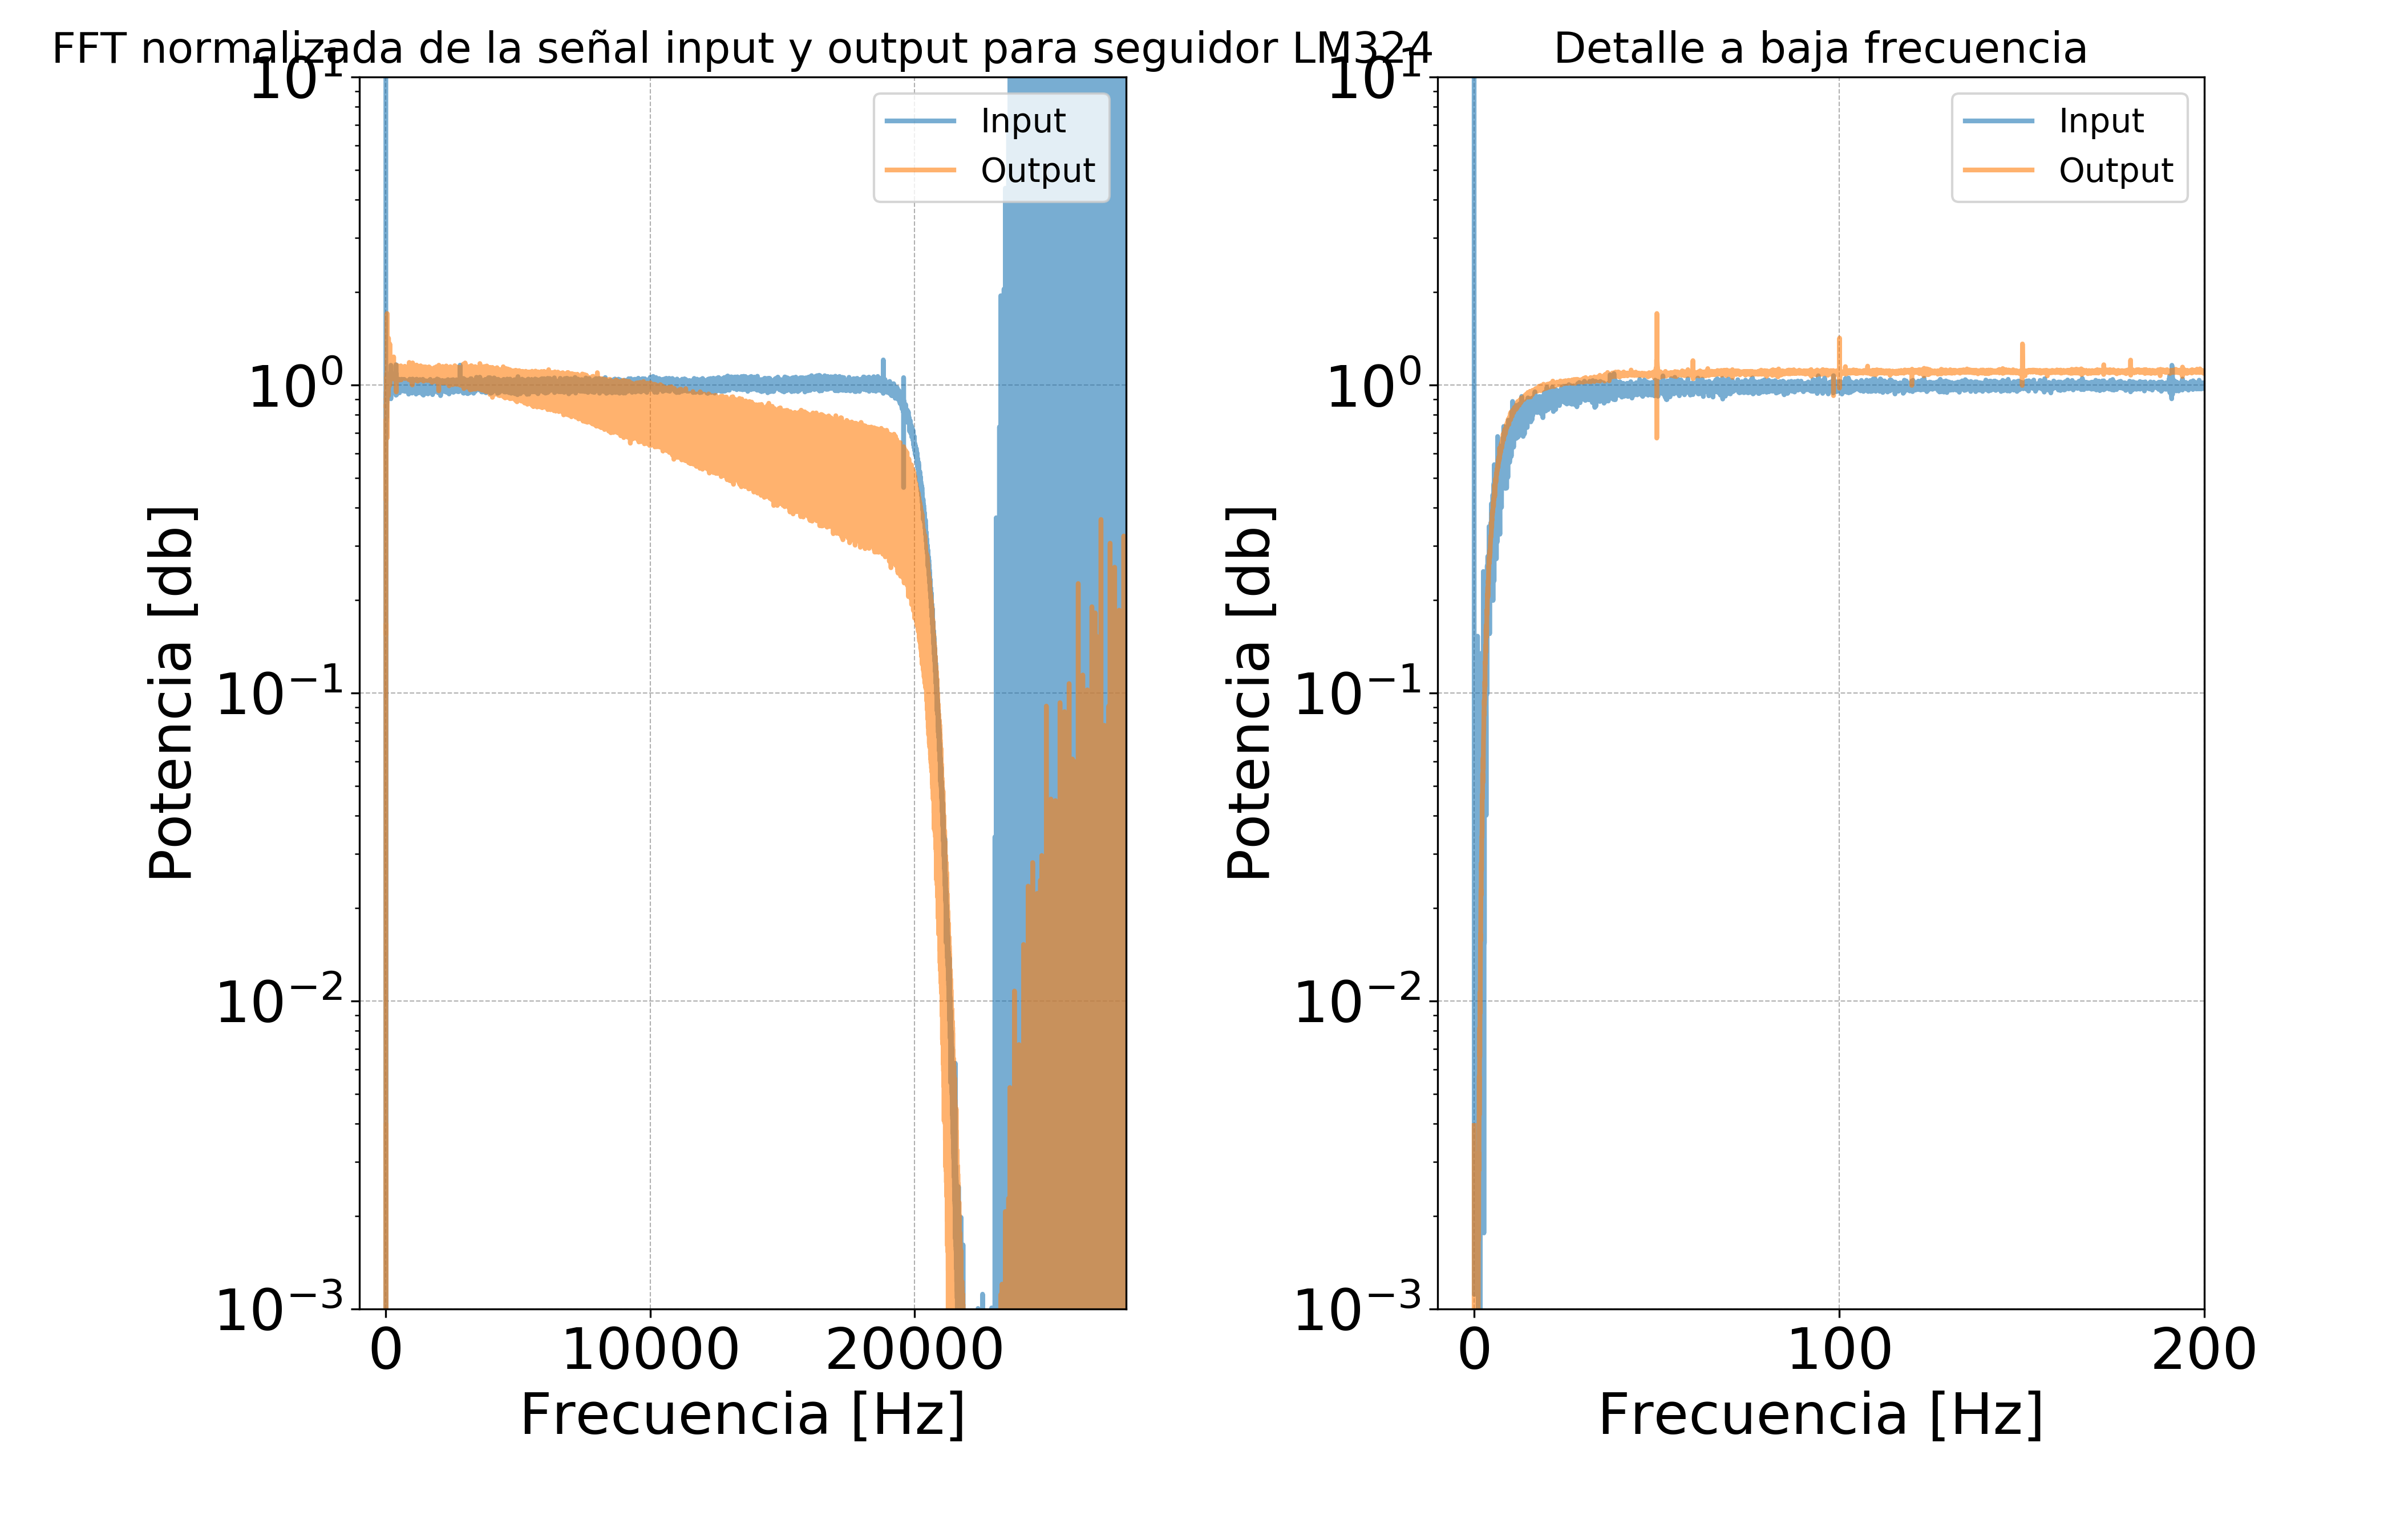 FFT normalizada de la señal input y output para seguidor LM324
Detalle a baja frecuencia
10¹
10⁰
10⁻¹
10⁻²
10⁻³
Potencia [db]
Input
Output
0 10000 20000
Frecuencia [Hz]
10¹
10⁰
10⁻¹
10⁻²
10⁻³
Potencia [db]
Input
Output
0 100 200
Frecuencia [Hz]